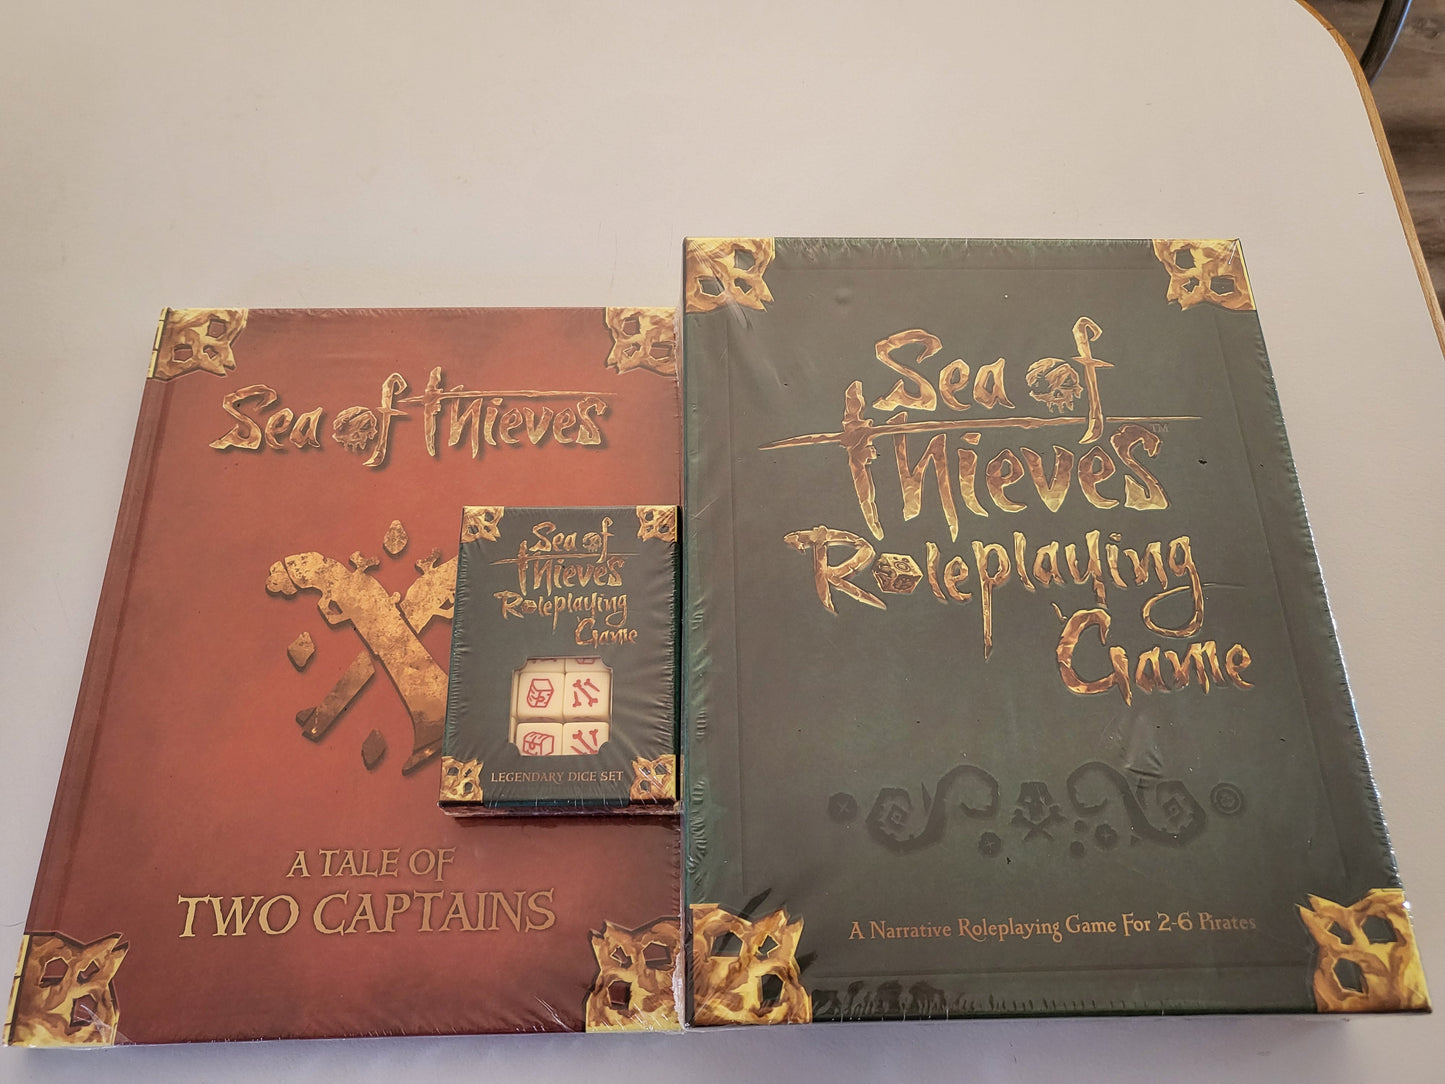 Sea of Thieves
A TALE OF
TWO CAPTAINS
Sea of
Thieves
Roleplaying
Game
LEGENDARY DICE SET
Sea of
Thieves™
Roleplaying
Game
A Narrative Roleplaying Game For 2-6 Pirates